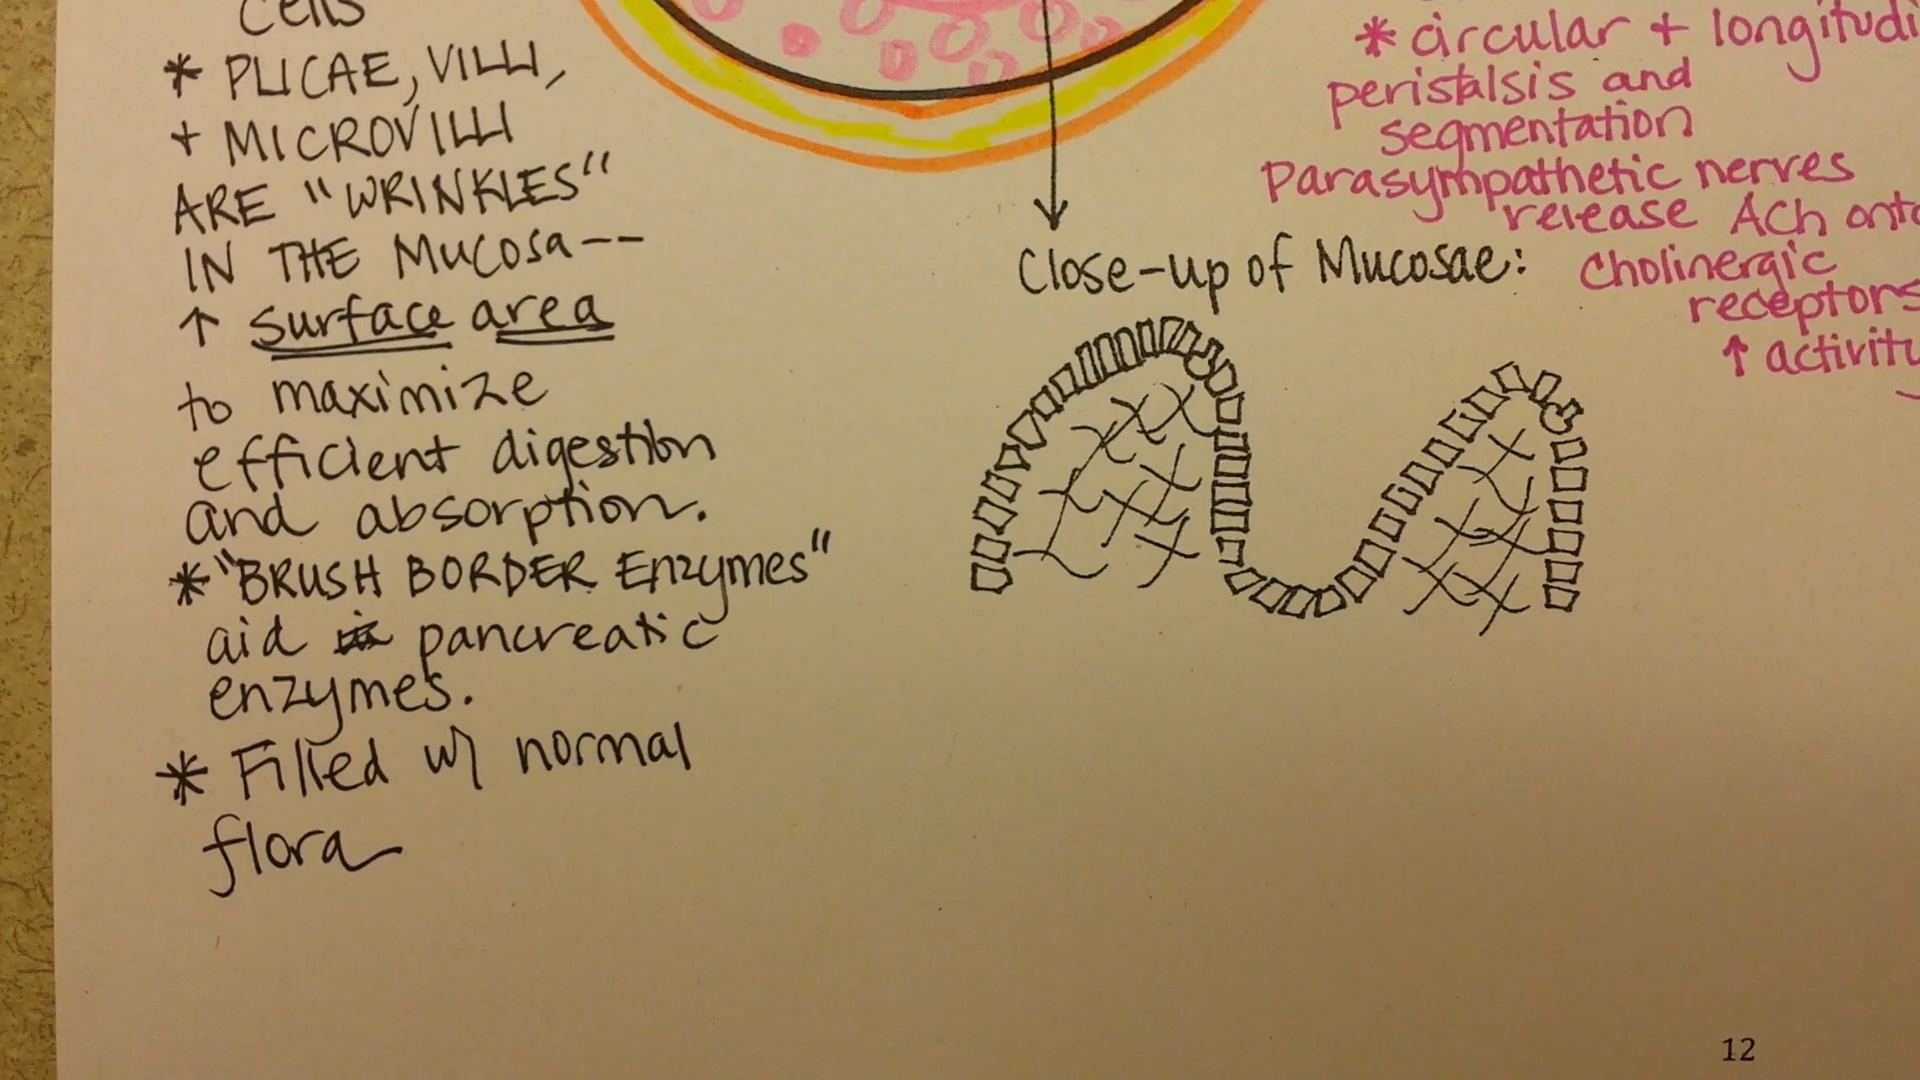 cells
* PLICAE, VILLI,
+ MICROVILLI
ARE "WRINKLES"
IN THE MUCOSA--
↑ surface area
to maximize
efficient digestion
and absorption.
* "BRUSH BORDER Enzymes"
aid pancreatic
enzymes.
* Filled w/ normal
flora
Close-up of Mucosae:
* circular + longitudi
peristalsis and
segmentation
Parasympathetic nerves
release ACh onto
cholinergic
receptors
↑ activity
12